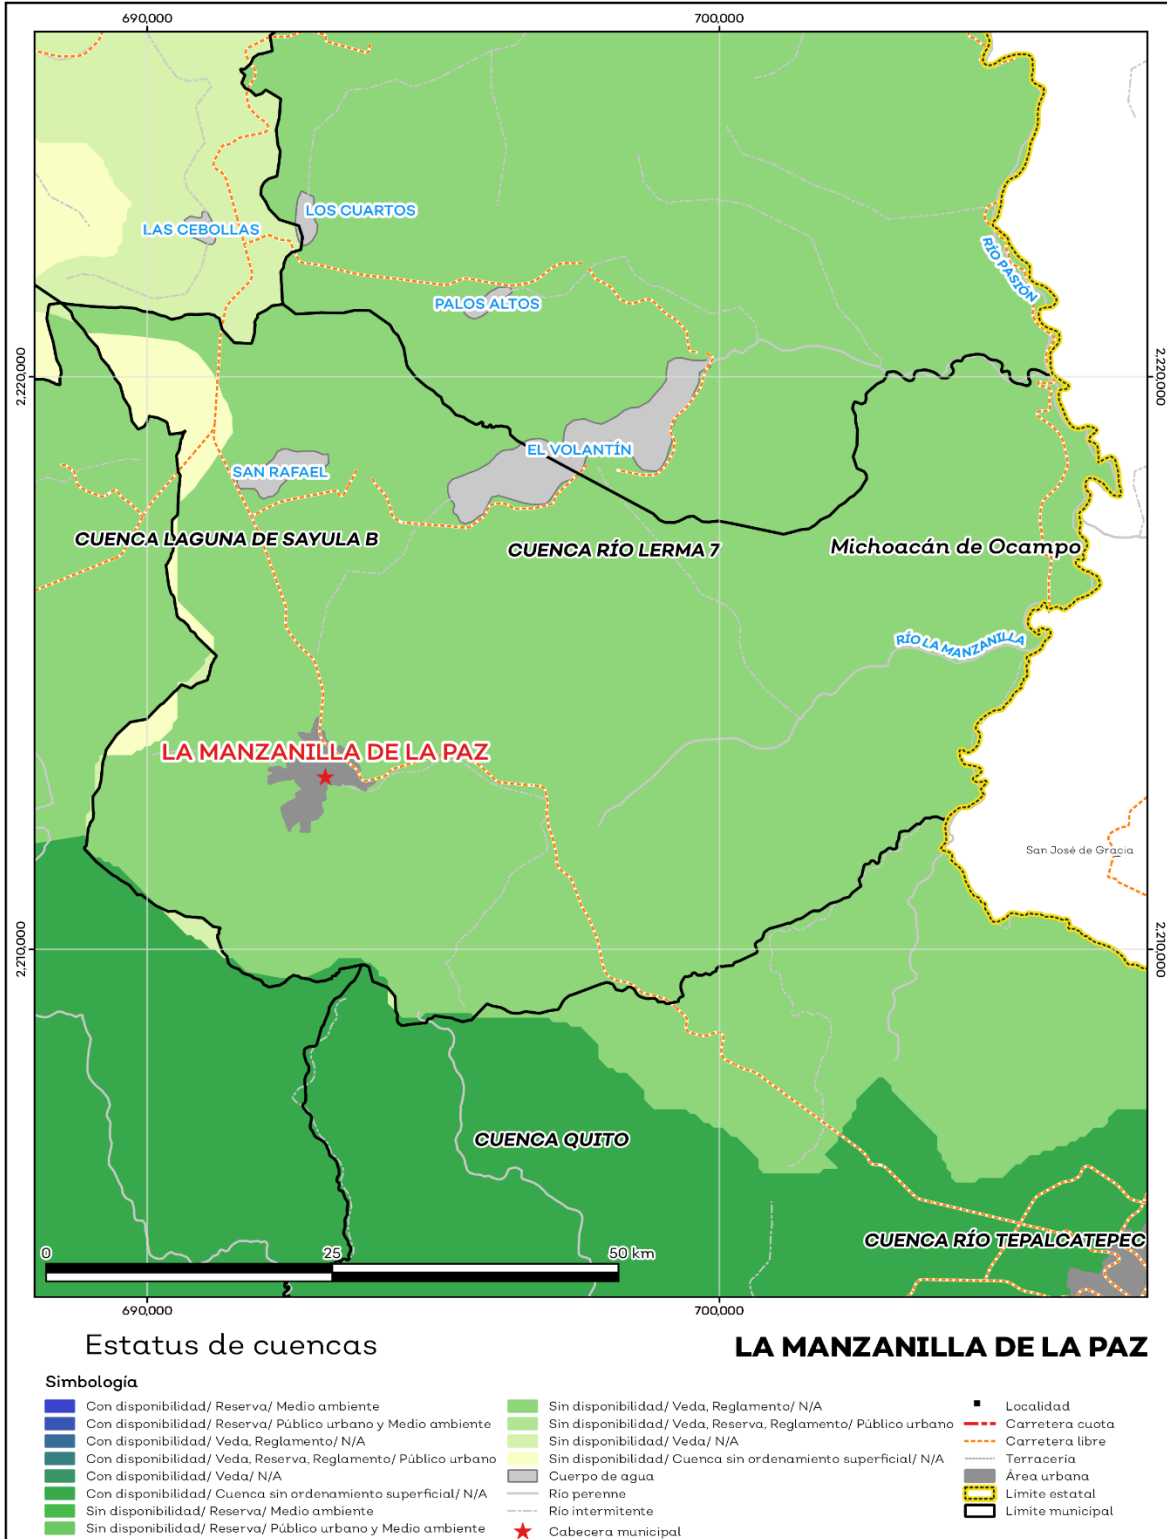 690,000
700,000
LOS CUARTOS
LAS CEBOLLAS
RÍO PASIÓN
PALOS ALTOS
2,220,000
2,220,000
EL VOLANTÍN
SAN RAFAEL
CUENCA LAGUNA DE SAYULA B
CUENCA RÍO LERMA 7
Michoacán de Ocampo
RÍO LA MANZANILLA
LA MANZANILLA DE LA PAZ
San José de Gracia
2,210,000
2,210,000
CUENCA QUITO
CUENCA RÍO TEPALCATEPEC
0
25
50 km
690,000
700,000
Estatus de cuencas
LA MANZANILLA DE LA PAZ
Simbología
Con disponibilidad/ Reserva/ Medio ambiente
Con disponibilidad/ Reserva/ Público urbano y Medio ambiente
Con disponibilidad/ Veda, Reglamento/ N/A
Con disponibilidad/ Veda, Reserva, Reglamento/ Público urbano
Con disponibilidad/ Veda/ N/A
Con disponibilidad/ Cuenca sin ordenamiento superficial/ N/A
Sin disponibilidad/ Reserva/ Medio ambiente
Sin disponibilidad/ Reserva/ Público urbano y Medio ambiente
Sin disponibilidad/ Veda, Reglamento/ N/A
Sin disponibilidad/ Veda, Reserva, Reglamento/ Público urbano
Sin disponibilidad/ Veda/ N/A
Sin disponibilidad/ Cuenca sin ordenamiento superficial/ N/A
Cuerpo de agua
Río perenne
Río intermitente
Cabecera municipal
Localidad
Carretera cuota
Carretera libre
Terracería
Área urbana
Límite estatal
Límite municipal